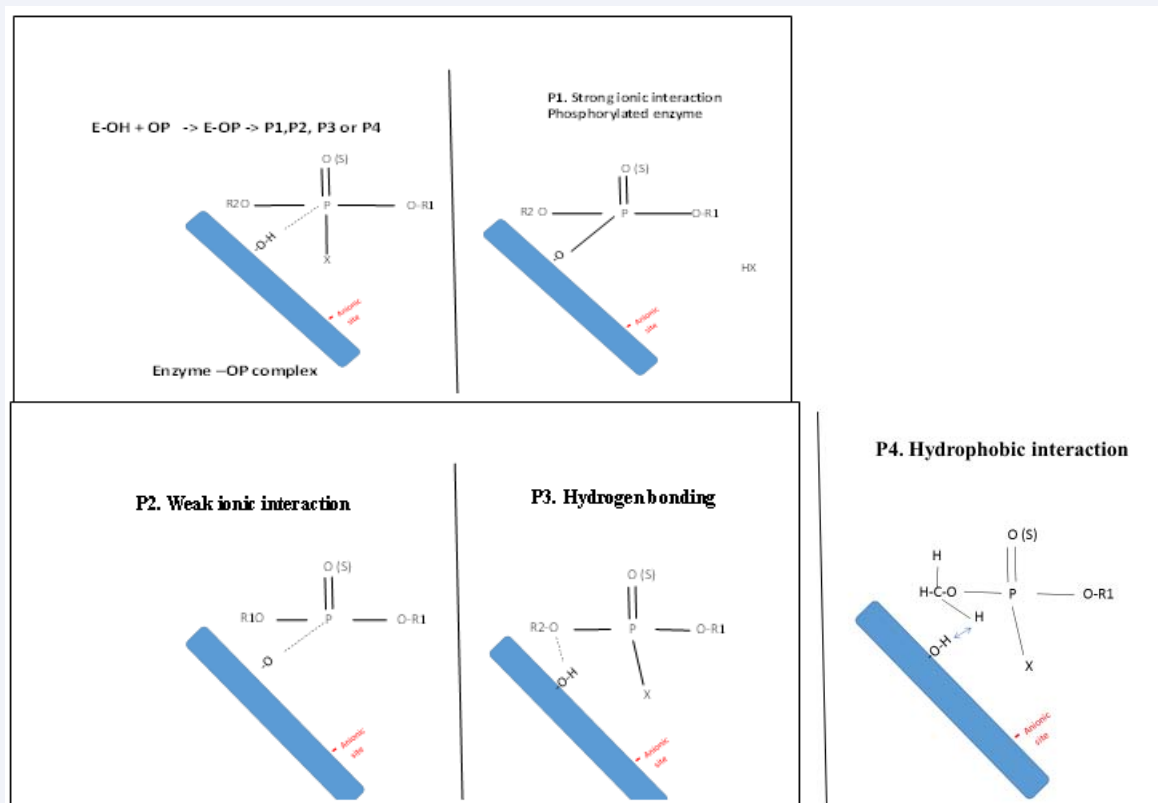 E-OH + OP -> E-OP -> P1,P2, P3 or P4
O (S)
R2O
P
O-R1
-O-H
X
Anionic
site
Enzyme –OP complex
P1. Strong ionic interaction
Phosphorylated enzyme
O (S)
R2 O
P
O-R1
-O
HX
Anionic
site
P2. Weak ionic interaction
O (S)
R1O
P
O-R1
-O
Anionic
site
P3. Hydrogen bonding
O (S)
R2-O
P
O-R1
-O-H
X
Anionic
site
P4. Hydrophobic interaction
O (S)
H
H-C-O
P
O-R1
H
-O-H
X
Anionic
site